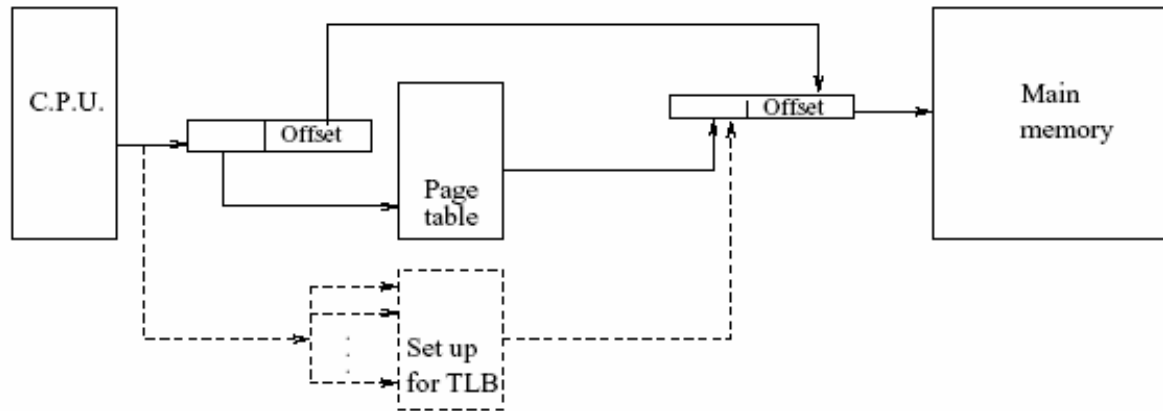 C.P.U.
Offset
Page
table
Offset
Main
memory
Set up
for TLB